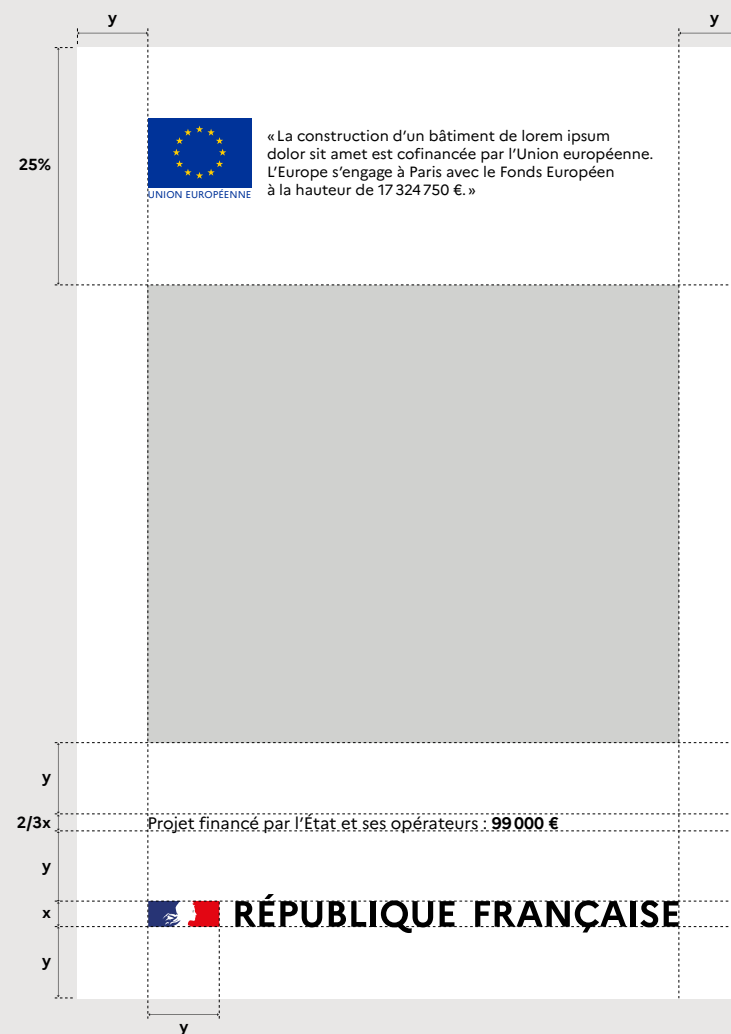 y
y
25%
UNION EUROPÉENNE
« La construction d’un bâtiment de lorem ipsum
dolor sit amet est cofinancée par l’Union européenne.
L’Europe s’engage à Paris avec le Fonds Européen
à la hauteur de 17 324 750 €. »
y
2/3x
Projet financé par l’État et ses opérateurs : 99 000 €
y
x
RÉPUBLIQUE FRANÇAISE
y
y